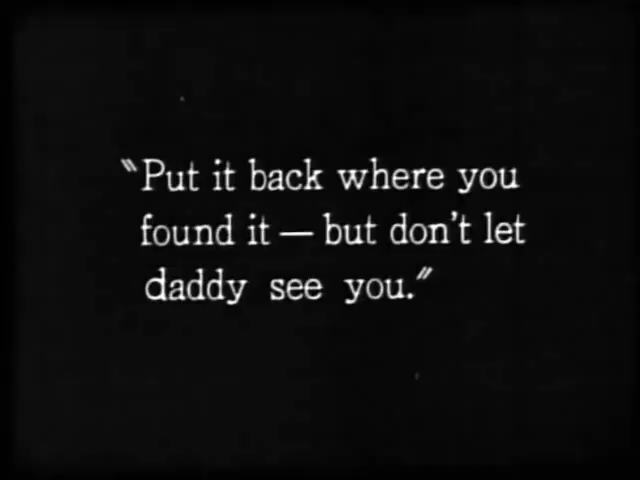 "Put it back where you
found it — but don't let
daddy see you."